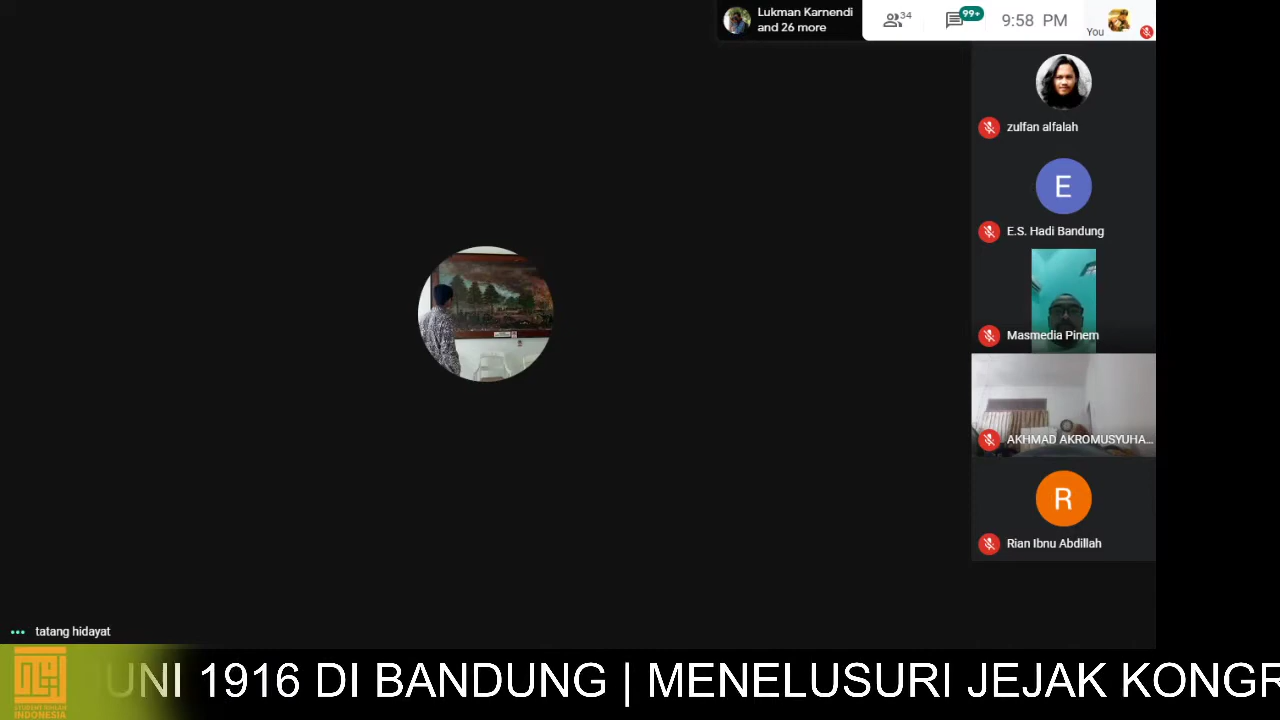 Lukman Karnendi
and 26 more
34
99+
9:58 PM
You
zulfan alfalah
E
E.S. Hadi Bandung
Masmedia Pinem
AKHMAD AKROMUSYUHA...
R
Rian Ibnu Abdillah
tatang hidayat
UNI 1916 DI BANDUNG | MENELUSURI JEJAK KONGR
INDONESIA